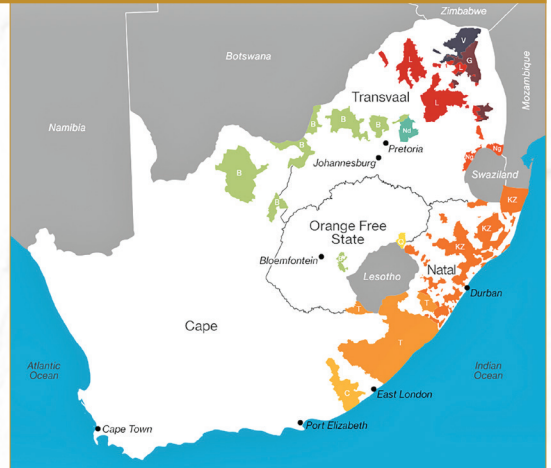 Zimbabwe
Botswana
V
L
G
L
Mozambique
Transvaal
L
Namibia
B
B
B
Nd
Pretoria
B
Johannesburg
Ng
Ng
B
Swaziland
B
KZ
Orange Free
State
KZ
KZ
Q
Bloemfontein
Lesotho
Natal
T
T
Durban
Cape
T
Atlantic
Ocean
Indian
Ocean
C
East London
Cape Town
Port Elizabeth